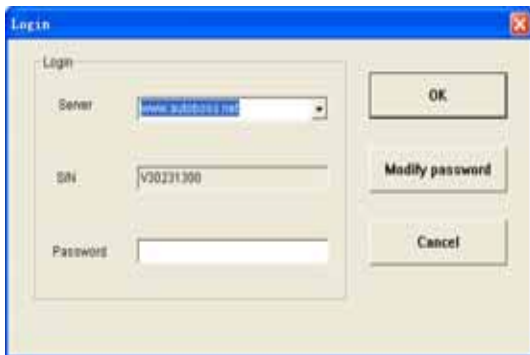 Login
Login
Server
www.autoboss.net
OK
S/N
V30231300
Modify password
Password
Cancel